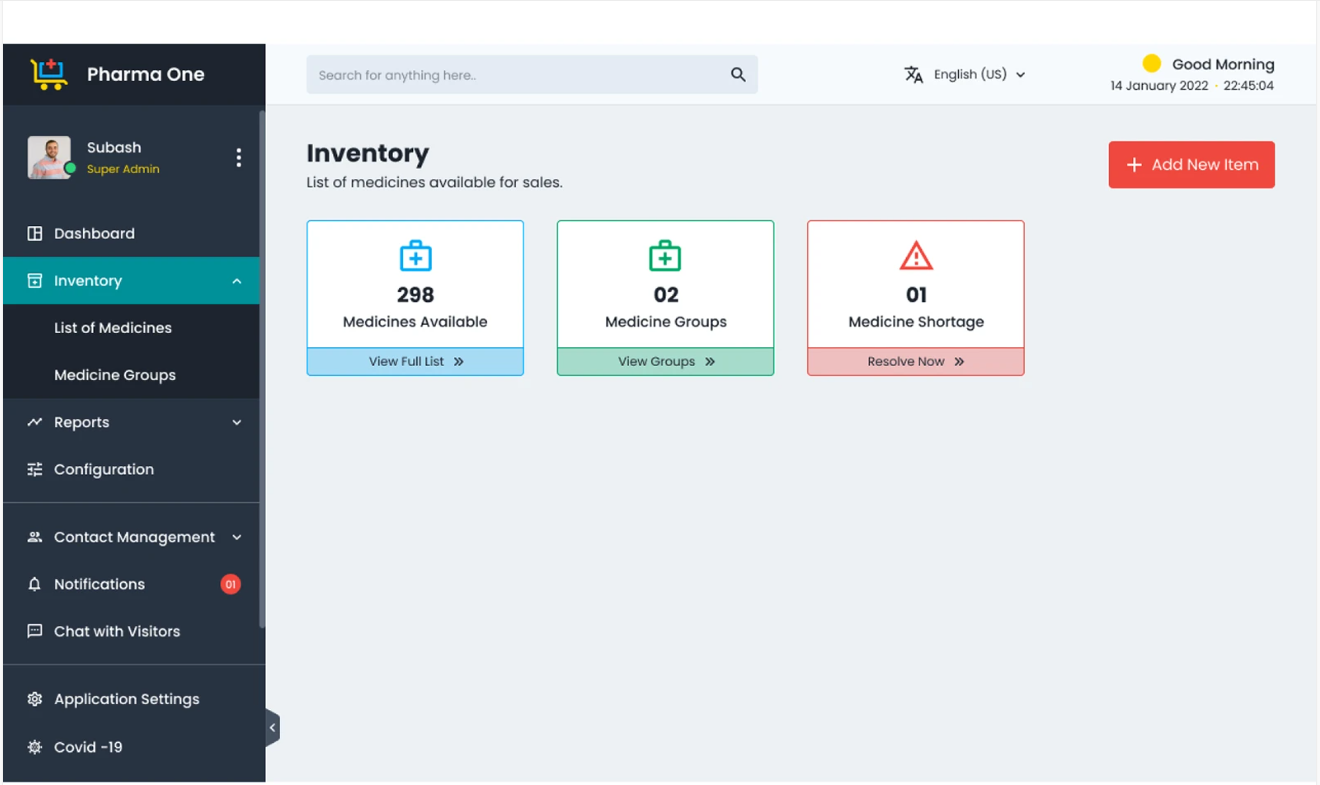 Pharma One
Search for anything here..
English (US)
Good Morning
14 January 2022 · 22:45:04
Subash
Super Admin
Dashboard
Inventory
List of Medicines
Medicine Groups
Reports
Configuration
Contact Management
Notifications 01
Chat with Visitors
Application Settings
Covid -19
Inventory
List of medicines available for sales.
Add New Item
298
Medicines Available
View Full List »
02
Medicine Groups
View Groups »
01
Medicine Shortage
Resolve Now »